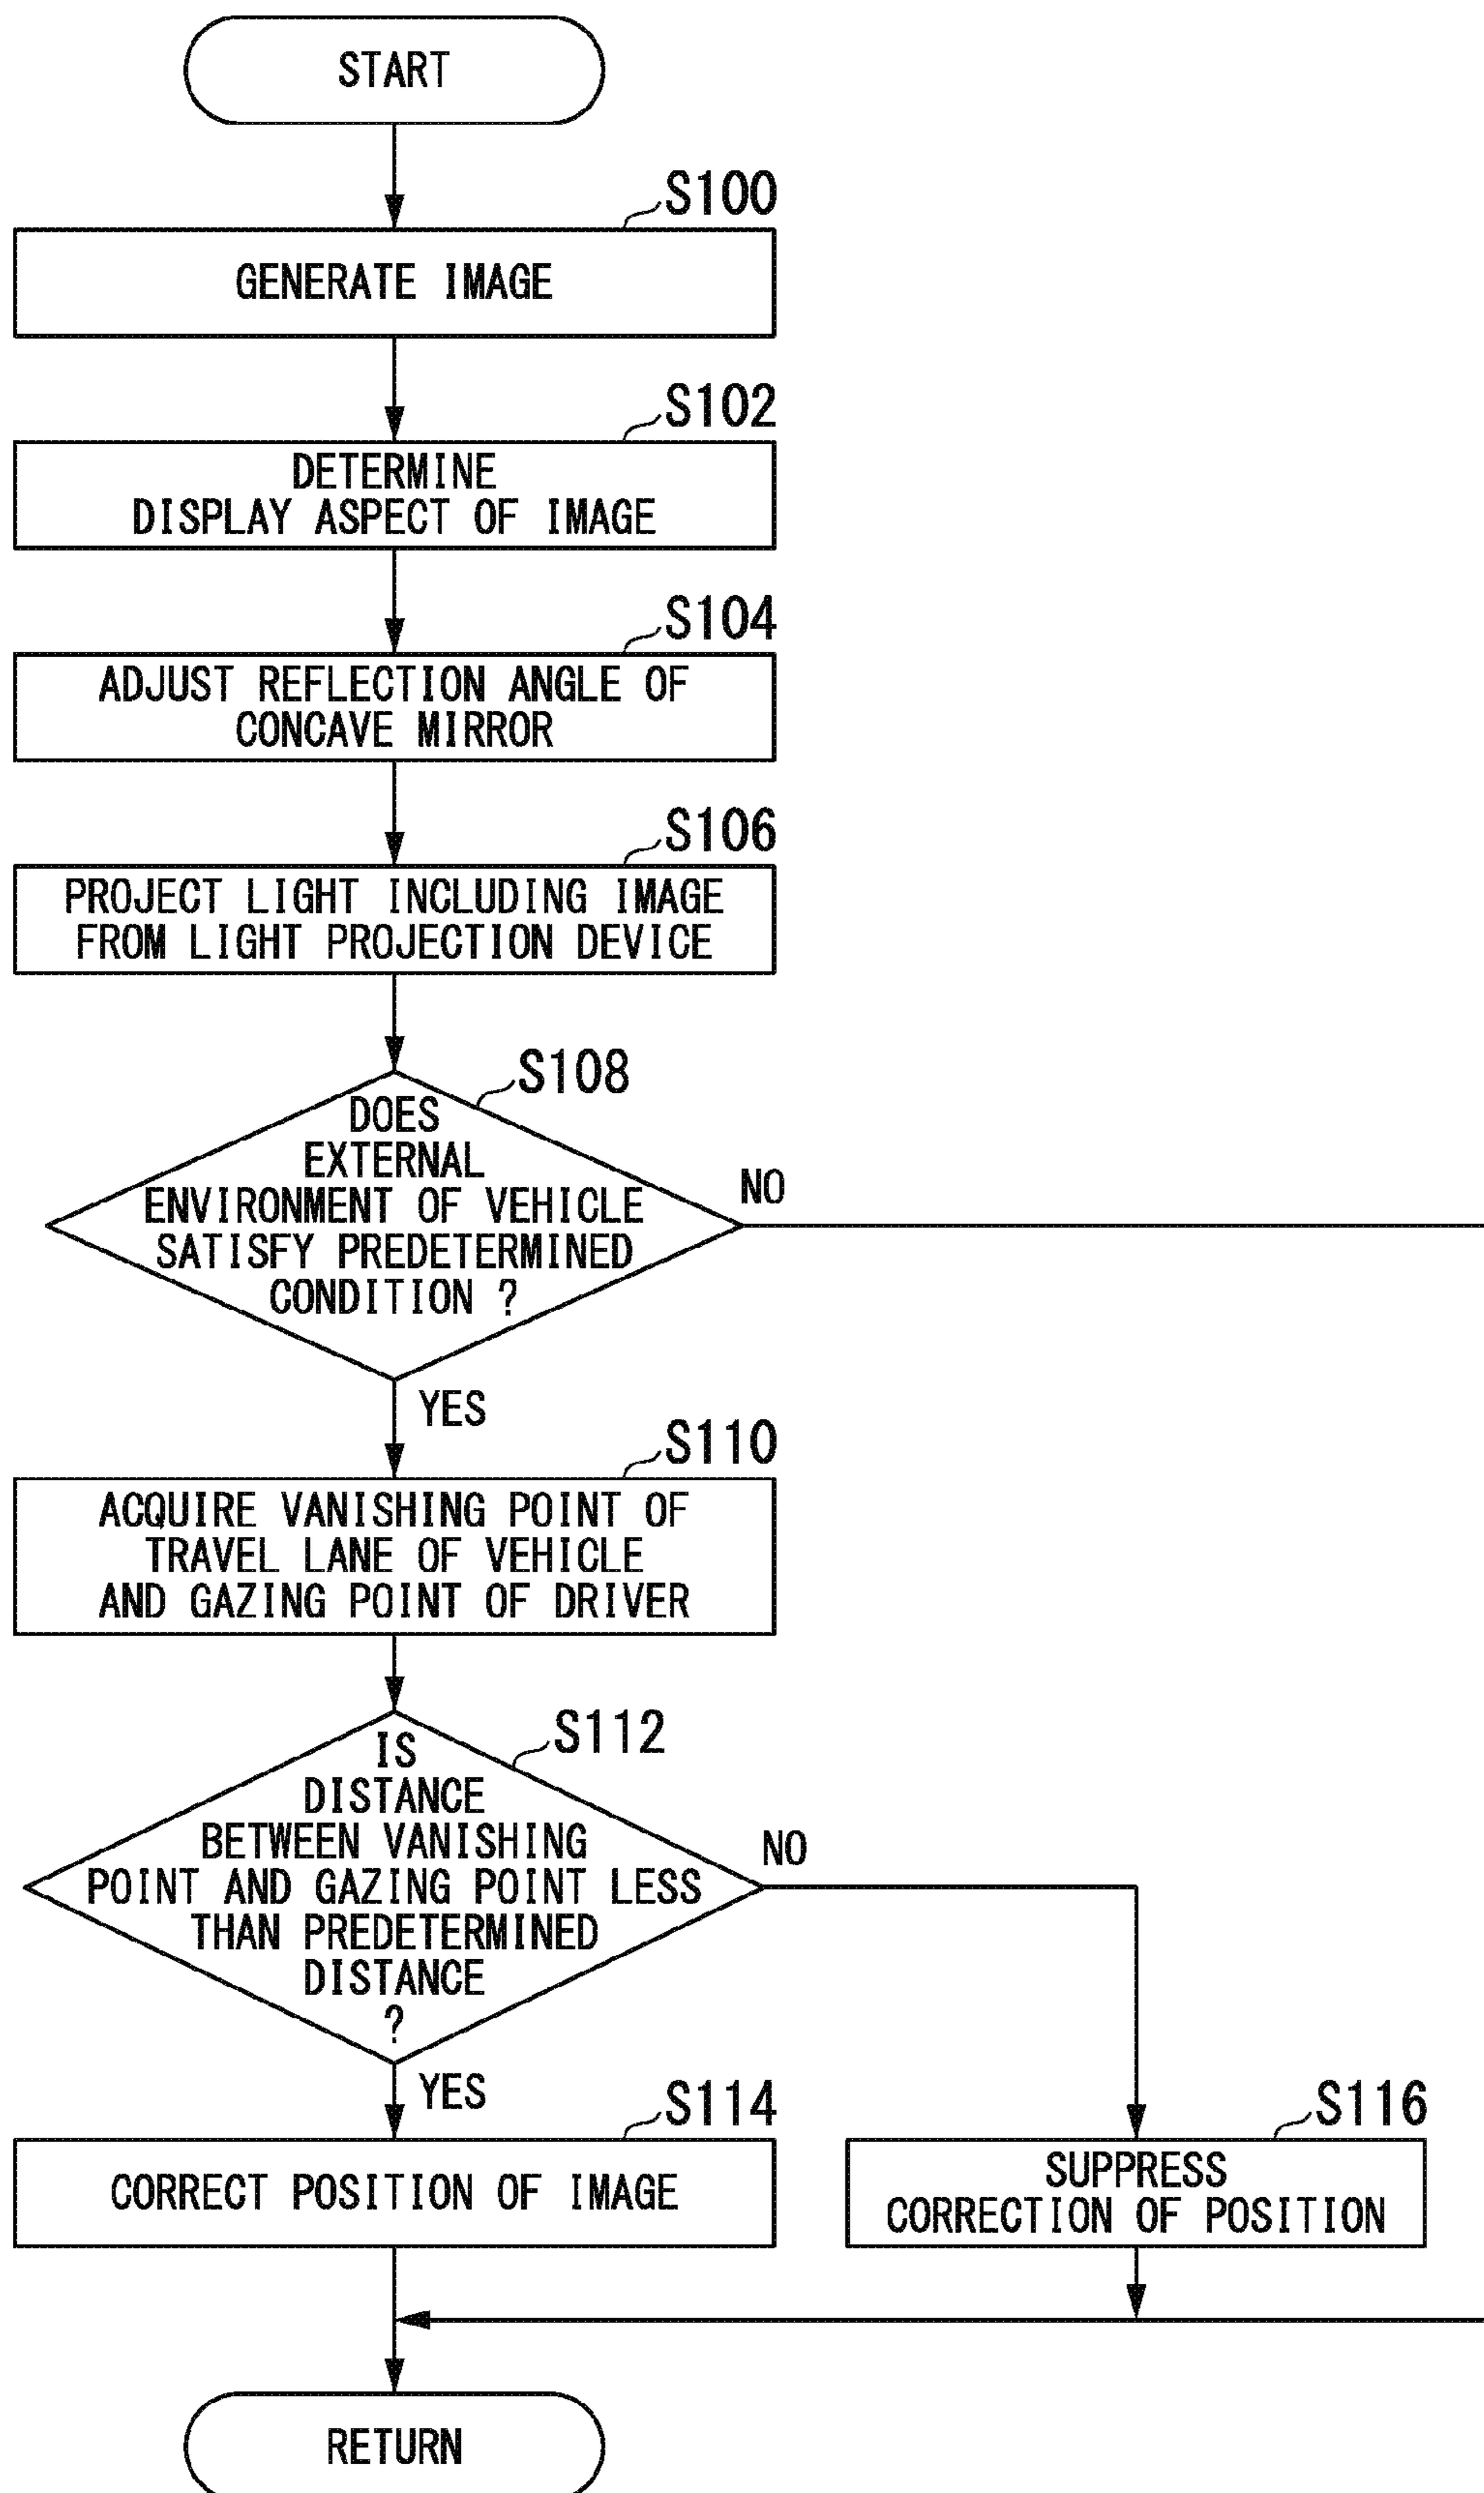 START
S100
GENERATE IMAGE
S102
DETERMINE
DISPLAY ASPECT OF IMAGE
S104
ADJUST REFLECTION ANGLE OF
CONCAVE MIRROR
S106
PROJECT LIGHT INCLUDING IMAGE
FROM LIGHT PROJECTION DEVICE
S108
DOES
EXTERNAL
ENVIRONMENT OF VEHICLE
SATISFY PREDETERMINED
CONDITION ?
NO
YES
S110
ACQUIRE VANISHING POINT OF
TRAVEL LANE OF VEHICLE
AND GAZING POINT OF DRIVER
S112
IS
DISTANCE
BETWEEN VANISHING
POINT AND GAZING POINT LESS
THAN PREDETERMINED
DISTANCE
?
NO
YES
S114
CORRECT POSITION OF IMAGE
S116
SUPPRESS
CORRECTION OF POSITION
RETURN